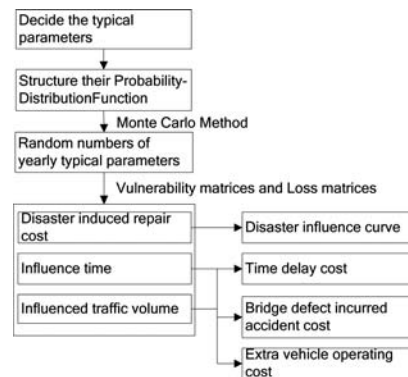 Decide the typical
parameters
Structure their Probability-
DistributionFunction
Monte Carlo Method
Random numbers of
yearly typical parameters
Vulnerability matrices and Loss matrices
Disaster induced repair
cost
Disaster influence curve
Influence time
Time delay cost
Influenced traffic volume
Bridge defect incurred
accident cost
Extra vehicle operating
cost